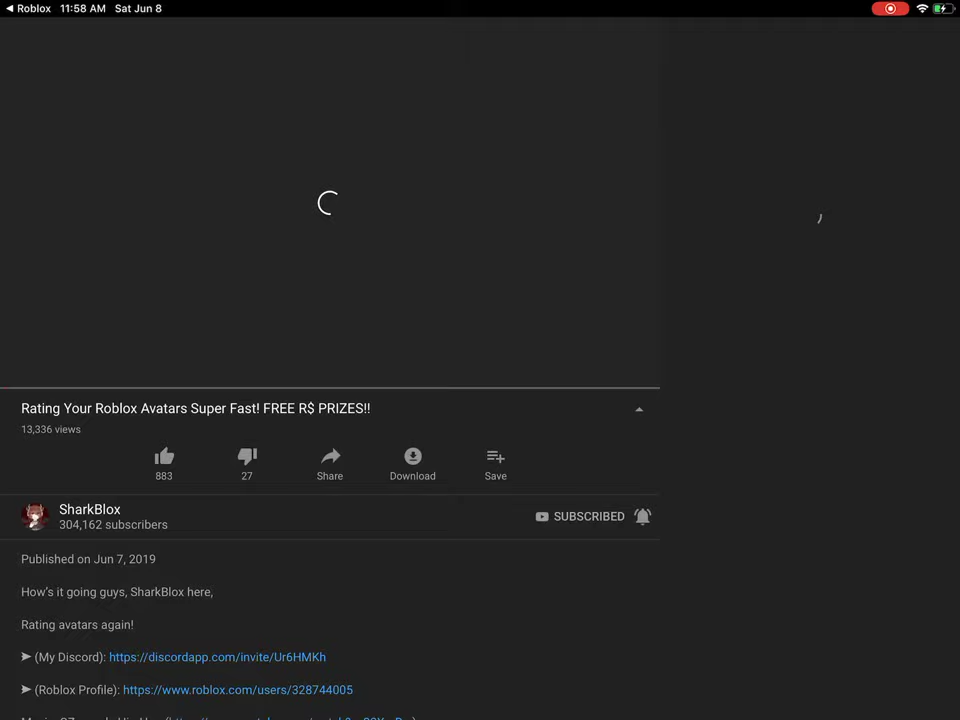 ◀ Roblox 11:58 AM Sat Jun 8
Rating Your Roblox Avatars Super Fast! FREE R$ PRIZES!!
13,336 views
883 27 Share Download Save
SharkBlox
304,162 subscribers
SUBSCRIBED
Published on Jun 7, 2019
How's it going guys, SharkBlox here,
Rating avatars again!
➤ (My Discord): https://discordapp.com/invite/Ur6HMKh
➤ (Roblox Profile): https://www.roblox.com/users/328744005